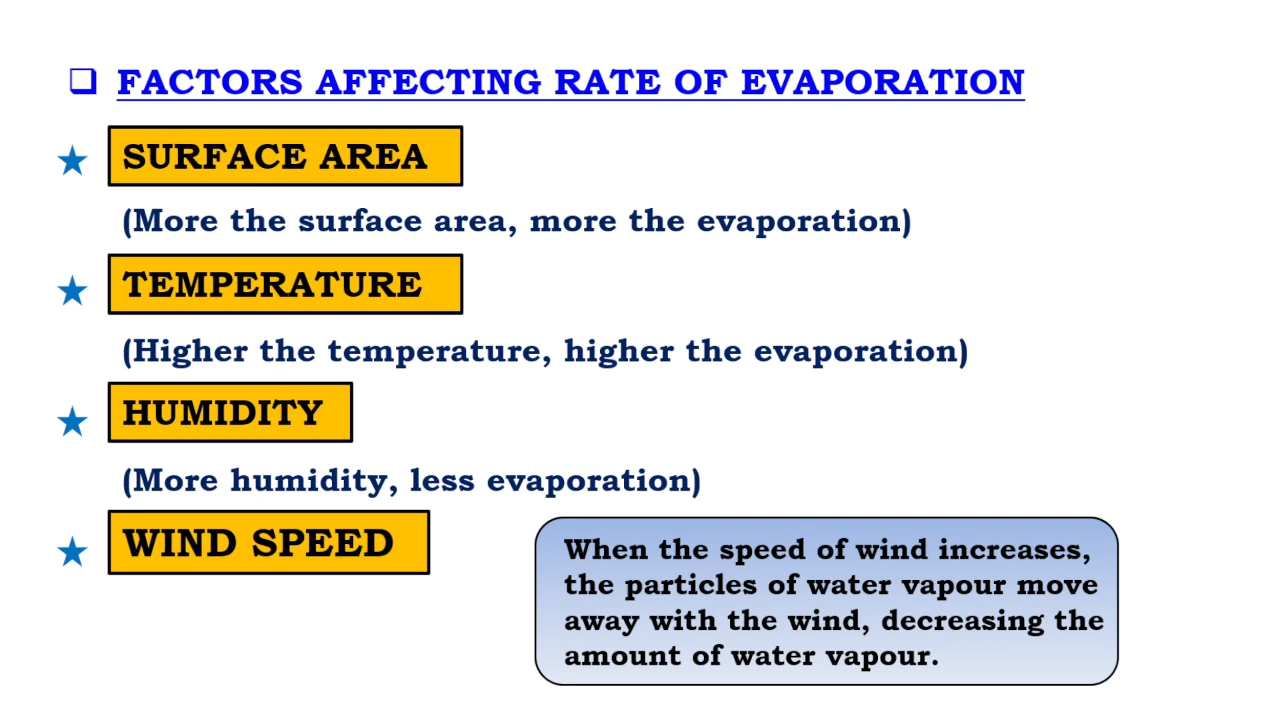 FACTORS AFFECTING RATE OF EVAPORATION
SURFACE AREA
(More the surface area, more the evaporation)
TEMPERATURE
(Higher the temperature, higher the evaporation)
HUMIDITY
(More humidity, less evaporation)
WIND SPEED
When the speed of wind increases,
the particles of water vapour move
away with the wind, decreasing the
amount of water vapour.